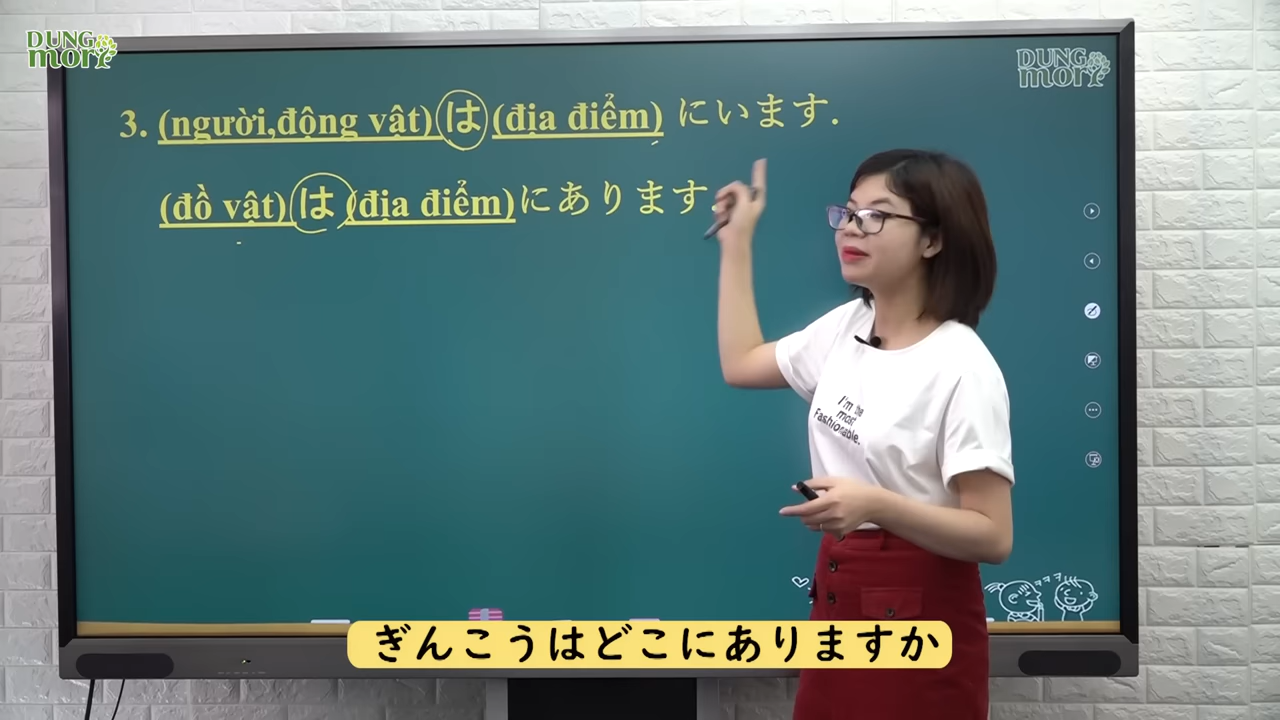 DUNG
mori
DUNG
mori
3. (người,động vật) は (địa điểm) にいます.
(đồ vật) は (địa điểm)にあります.
I'm the
most
Fashionable.
ぎんこうはどこにありますか